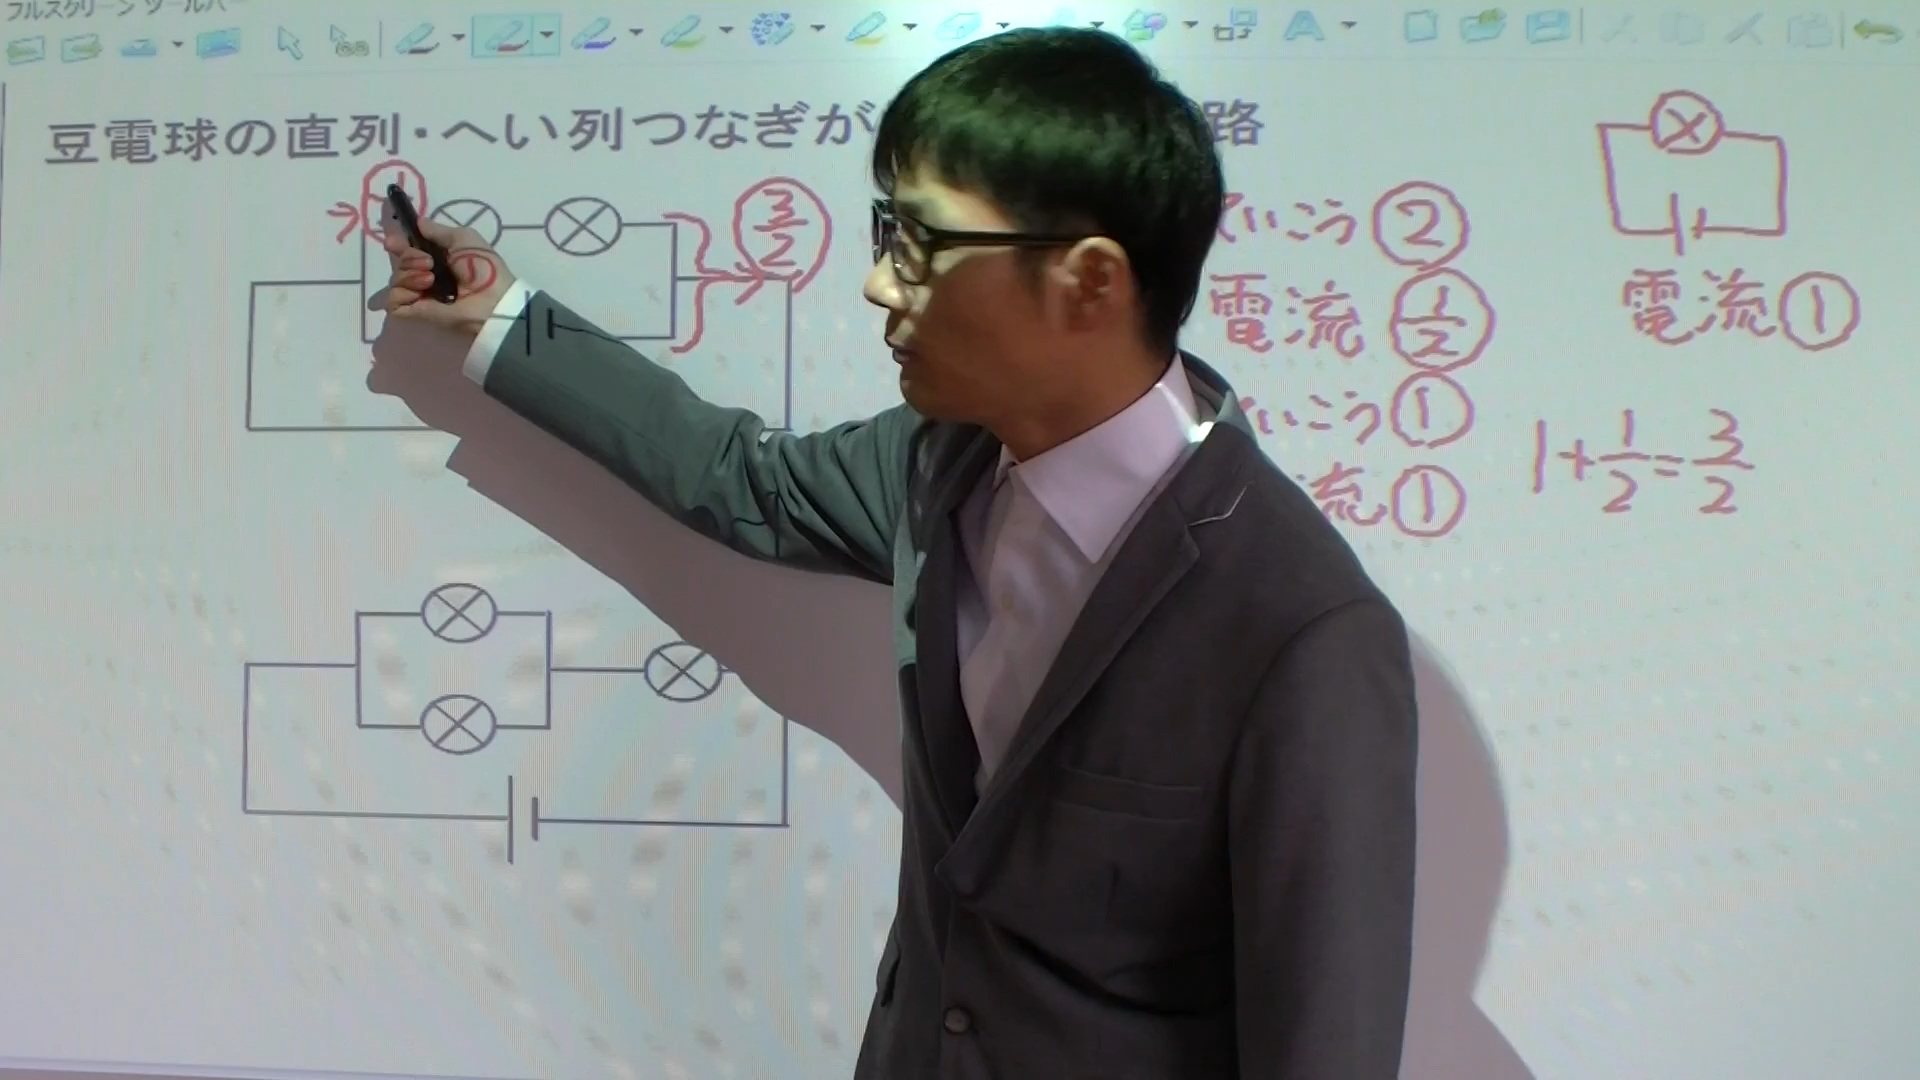 フルスクリーン ツールバー
豆電球の直列・へい列つなぎが
路
A
①
3/2
ていこう ②
電流 1/2
いこう ①
流 ①
電流 ①
1+1/2=3/2